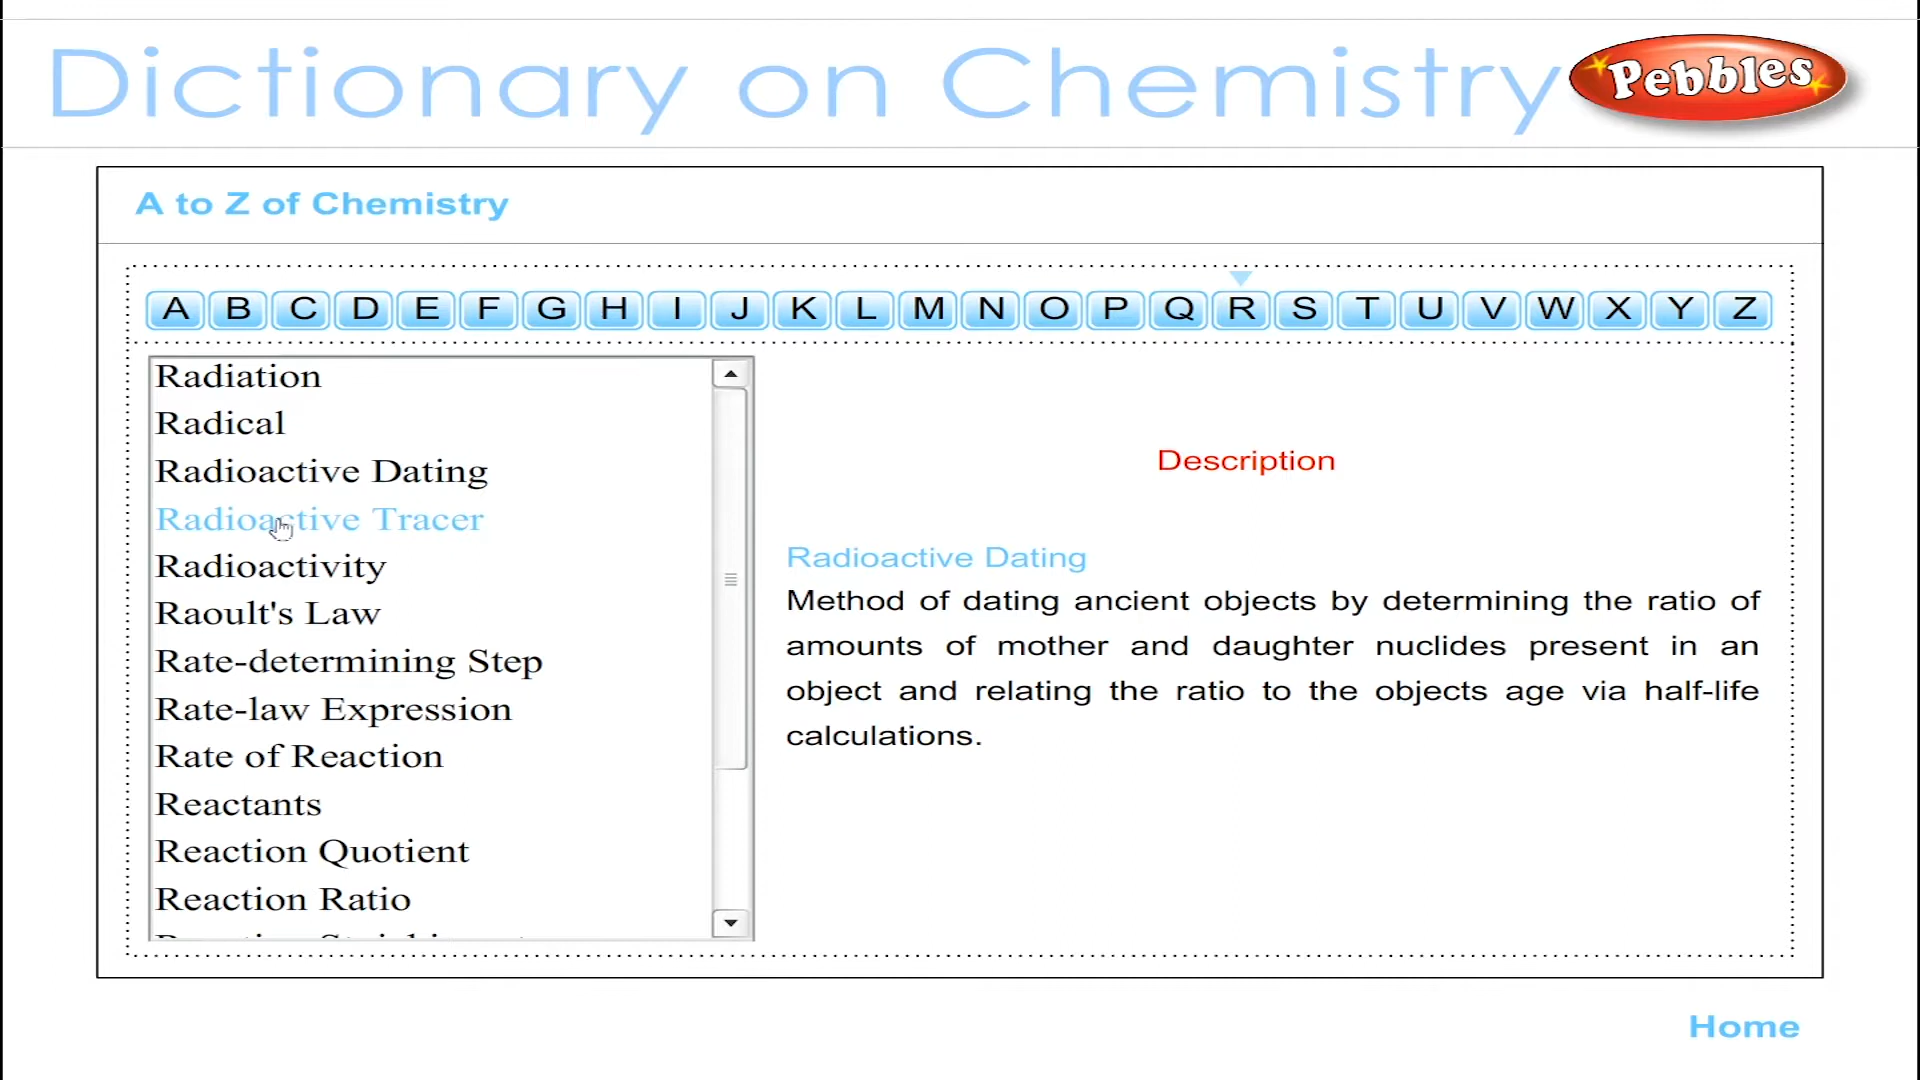 Dictionary on Chemistry
Pebbles
A to Z of Chemistry
A B C D E F G H I J K L M N O P Q R S T U V W X Y Z
Radiation
Radical
Radioactive Dating
Radioactive Tracer
Radioactivity
Raoult's Law
Rate-determining Step
Rate-law Expression
Rate of Reaction
Reactants
Reaction Quotient
Reaction Ratio
Description
Radioactive Dating
Method of dating ancient objects by determining the ratio of
amounts of mother and daughter nuclides present in an
object and relating the ratio to the objects age via half-life
calculations.
Home